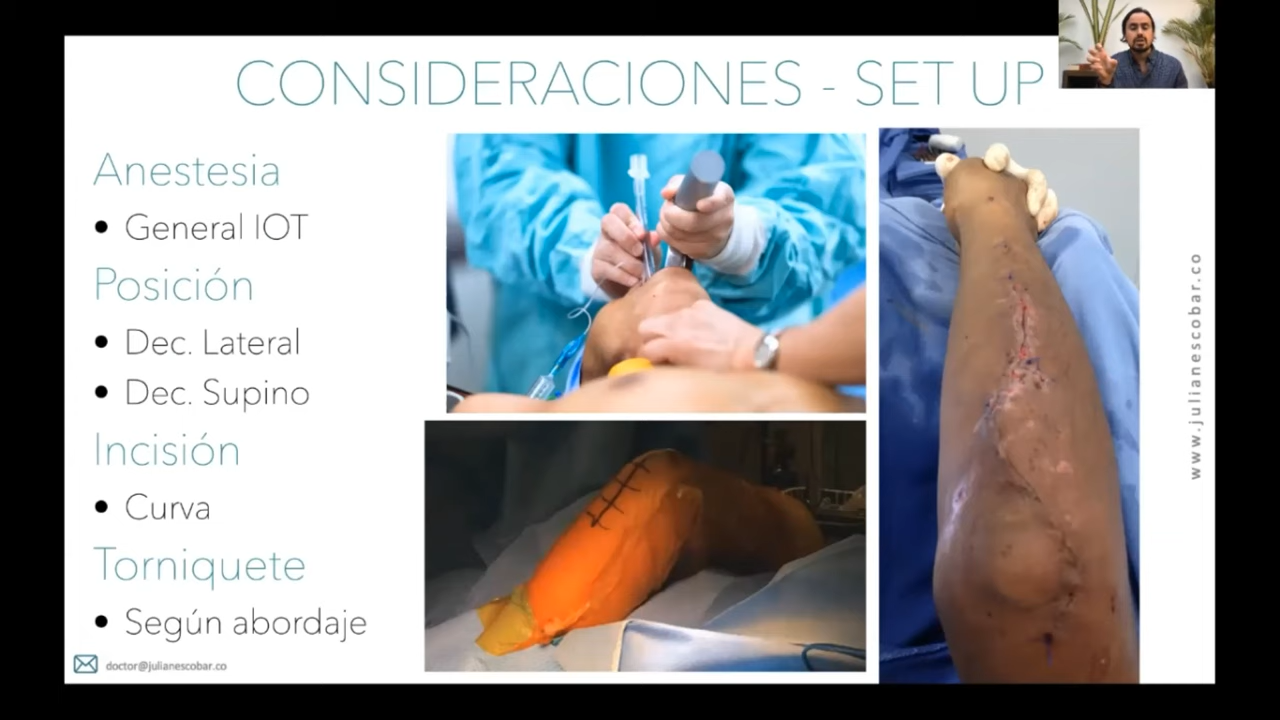 CONSIDERACIONES - SET UP
Anestesia
• General IOT
Posición
• Dec. Lateral
• Dec. Supino
Incisión
• Curva
Torniquete
• Según abordaje
doctor@julianescobar.co
www.julianescobar.co